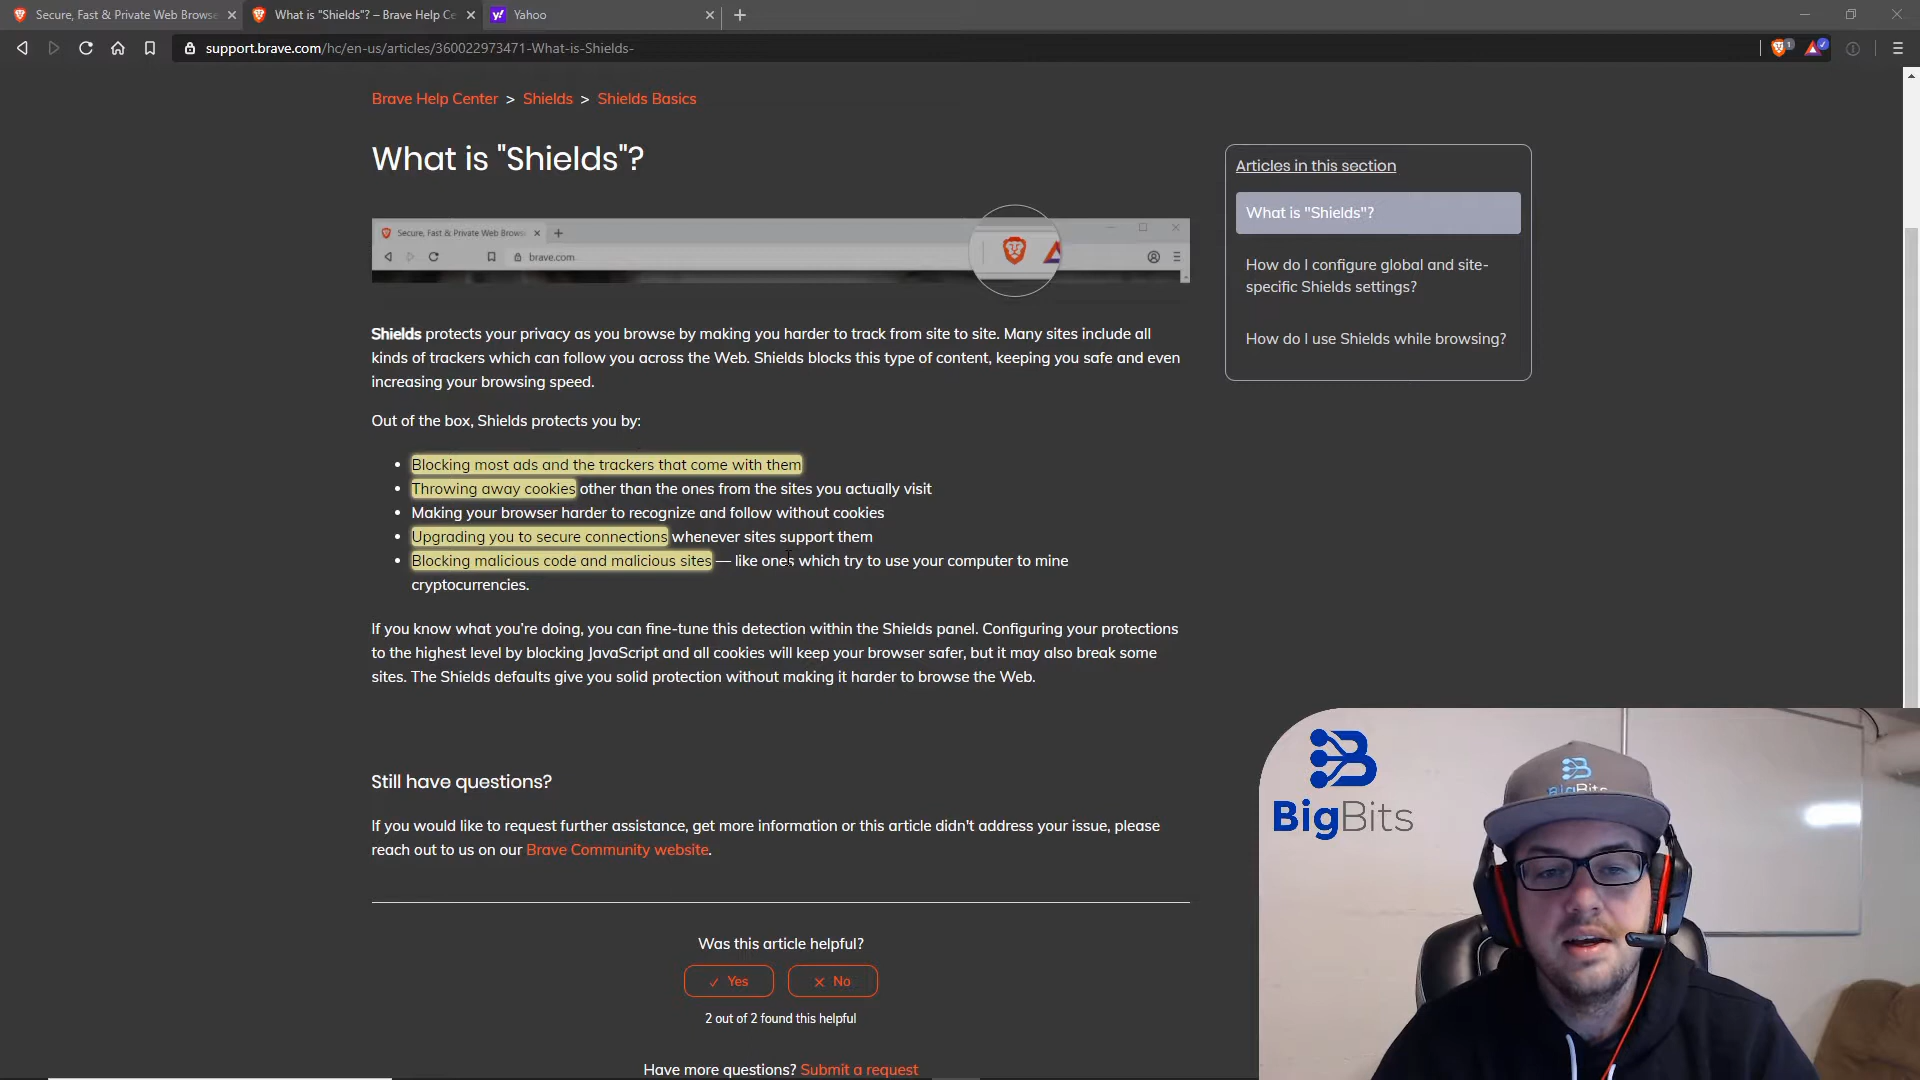 Secure, Fast & Private Web Browse
What is "Shields"? – Brave Help Ce
Yahoo
support.brave.com/hc/en-us/articles/360022973471-What-is-Shields-
1
Brave Help Center > Shields > Shields Basics
What is "Shields"?
Secure, Fast & Private Web Brows
brave.com
Shields protects your privacy as you browse by making you harder to track from site to site. Many sites include all
kinds of trackers which can follow you across the Web. Shields blocks this type of content, keeping you safe and even
increasing your browsing speed.
Out of the box, Shields protects you by:
• Blocking most ads and the trackers that come with them
• Throwing away cookies other than the ones from the sites you actually visit
• Making your browser harder to recognize and follow without cookies
• Upgrading you to secure connections whenever sites support them
• Blocking malicious code and malicious sites — like ones which try to use your computer to mine
cryptocurrencies.
If you know what you're doing, you can fine-tune this detection within the Shields panel. Configuring your protections
to the highest level by blocking JavaScript and all cookies will keep your browser safer, but it may also break some
sites. The Shields defaults give you solid protection without making it harder to browse the Web.
Still have questions?
If you would like to request further assistance, get more information or this article didn't address your issue, please
reach out to us on our Brave Community website.
Was this article helpful?
✓ Yes
✕ No
2 out of 2 found this helpful
Have more questions? Submit a request
Articles in this section
What is "Shields"?
How do I configure global and site-
specific Shields settings?
How do I use Shields while browsing?
BigBits
BigBits